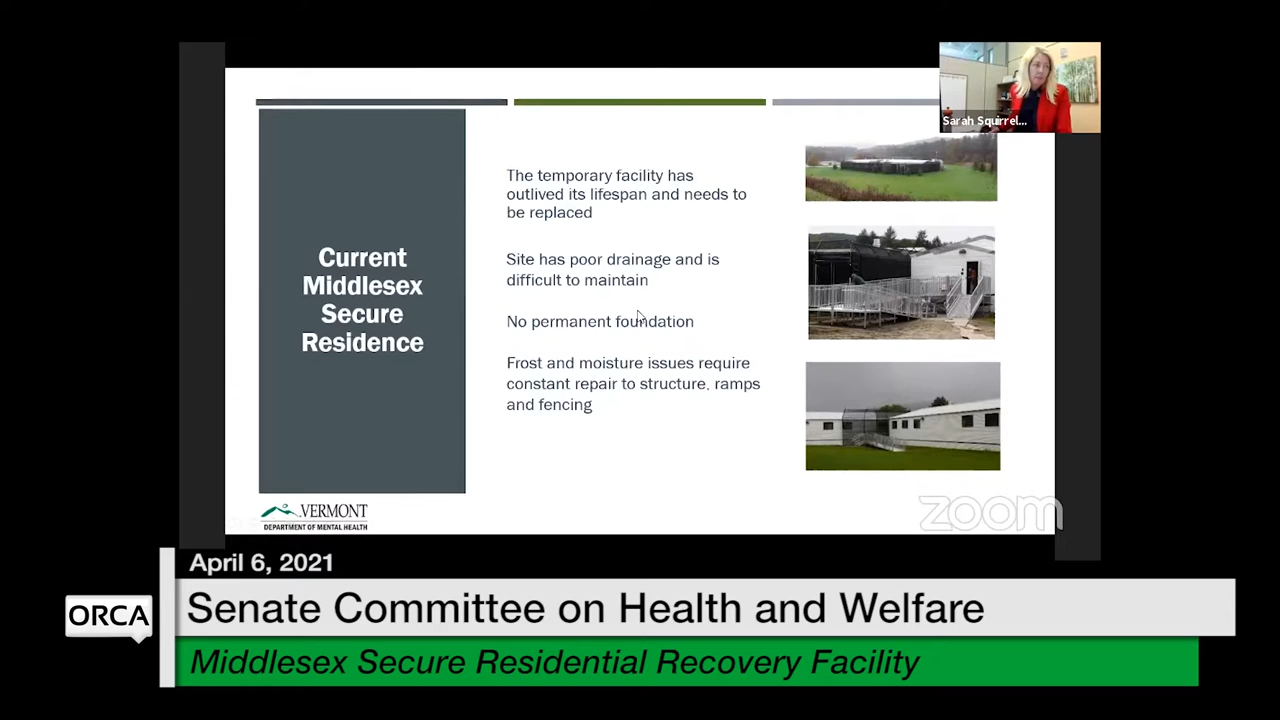 Sarah Squirrel...
The temporary facility has
outlived its lifespan and needs to
be replaced
Current
Middlesex
Secure
Residence
Site has poor drainage and is
difficult to maintain
No permanent foundation
Frost and moisture issues require
constant repair to structure, ramps
and fencing
VERMONT
DEPARTMENT OF MENTAL HEALTH
zoom
April 6, 2021
ORCA
Senate Committee on Health and Welfare
Middlesex Secure Residential Recovery Facility